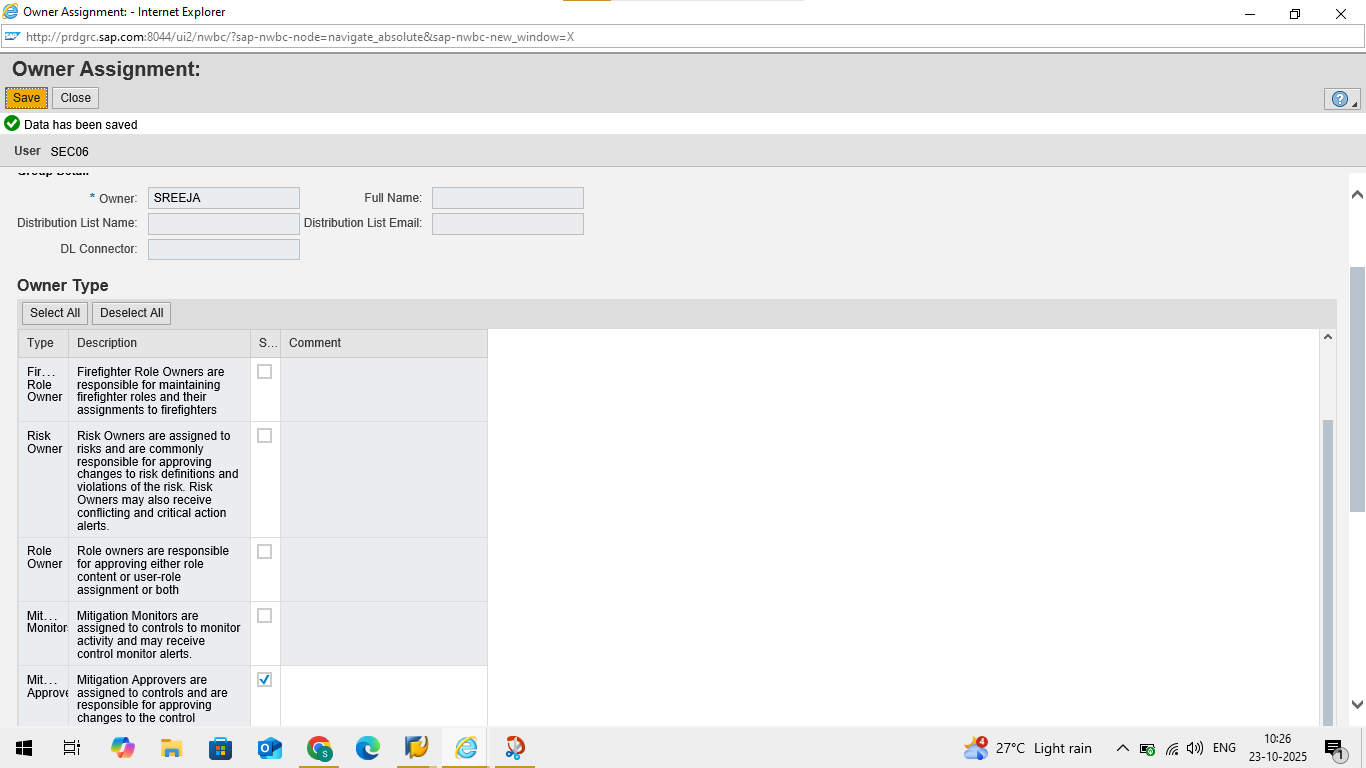 Owner Assignment: - Internet Explorer
http://prdgrc.sap.com:8044/ui2/nwbc/?sap-nwbc-node=navigate_absolute&sap-nwbc-new_window=X
Owner Assignment:
Save Close
Data has been saved
User SEC06
Group Detail
* Owner: SREEJA Full Name:
Distribution List Name: Distribution List Email:
DL Connector:
Owner Type
Select All Deselect All
Type Description S... Comment
Fir... Firefighter Role Owners are
Role responsible for maintaining
Owner firefighter roles and their
assignments to firefighters
Risk Risk Owners are assigned to
Owner risks and are commonly
responsible for approving
changes to risk definitions and
violations of the risk. Risk
Owners may also receive
conflicting and critical action
alerts.
Role Role owners are responsible
Owner for approving either role
content or user-role
assignment or both
Mit... Mitigation Monitors are
Monitors assigned to controls to monitor
activity and may receive
control monitor alerts.
Mit... Mitigation Approvers are
Approve assigned to controls and are
responsible for approving
changes to the control
4 27°C Light rain ENG 10:26
23-10-2025 1